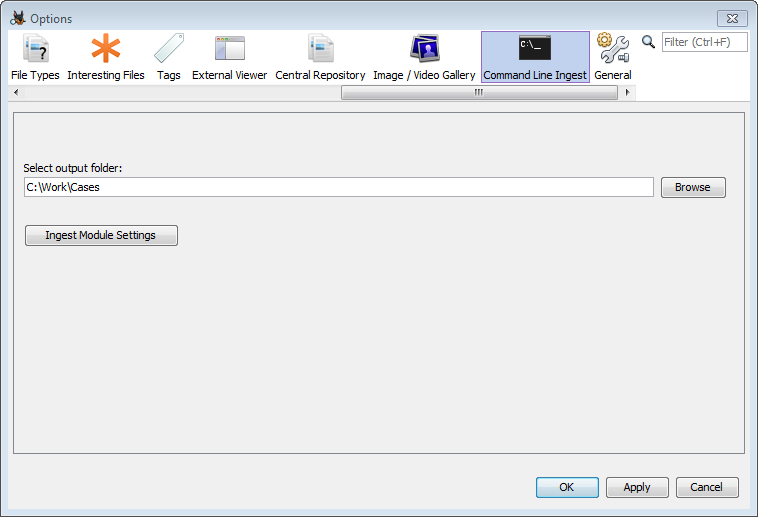 Options
File Types Interesting Files Tags External Viewer Central Repository Image / Video Gallery Command Line Ingest General Filter (Ctrl+F)
C:\_
?
Select output folder:
C:\Work\Cases Browse
Ingest Module Settings
OK Apply Cancel